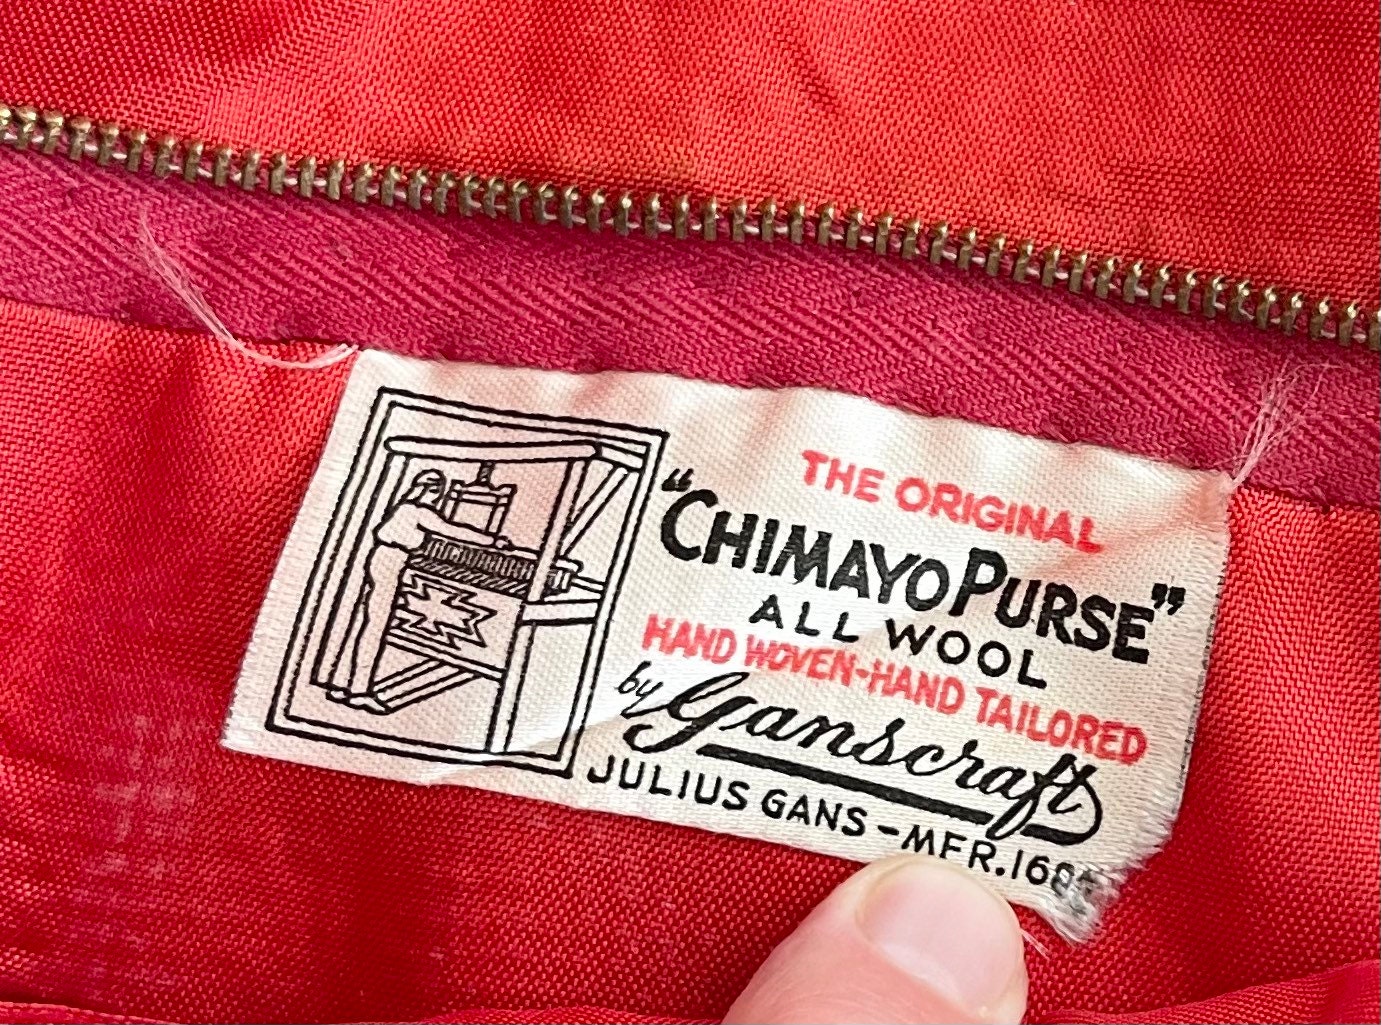 THE ORIGINAL
"CHIMAYO PURSE"
ALL WOOL
HAND WOVEN-HAND TAILORED
by Ganscraft
JULIUS GANS-MFR.